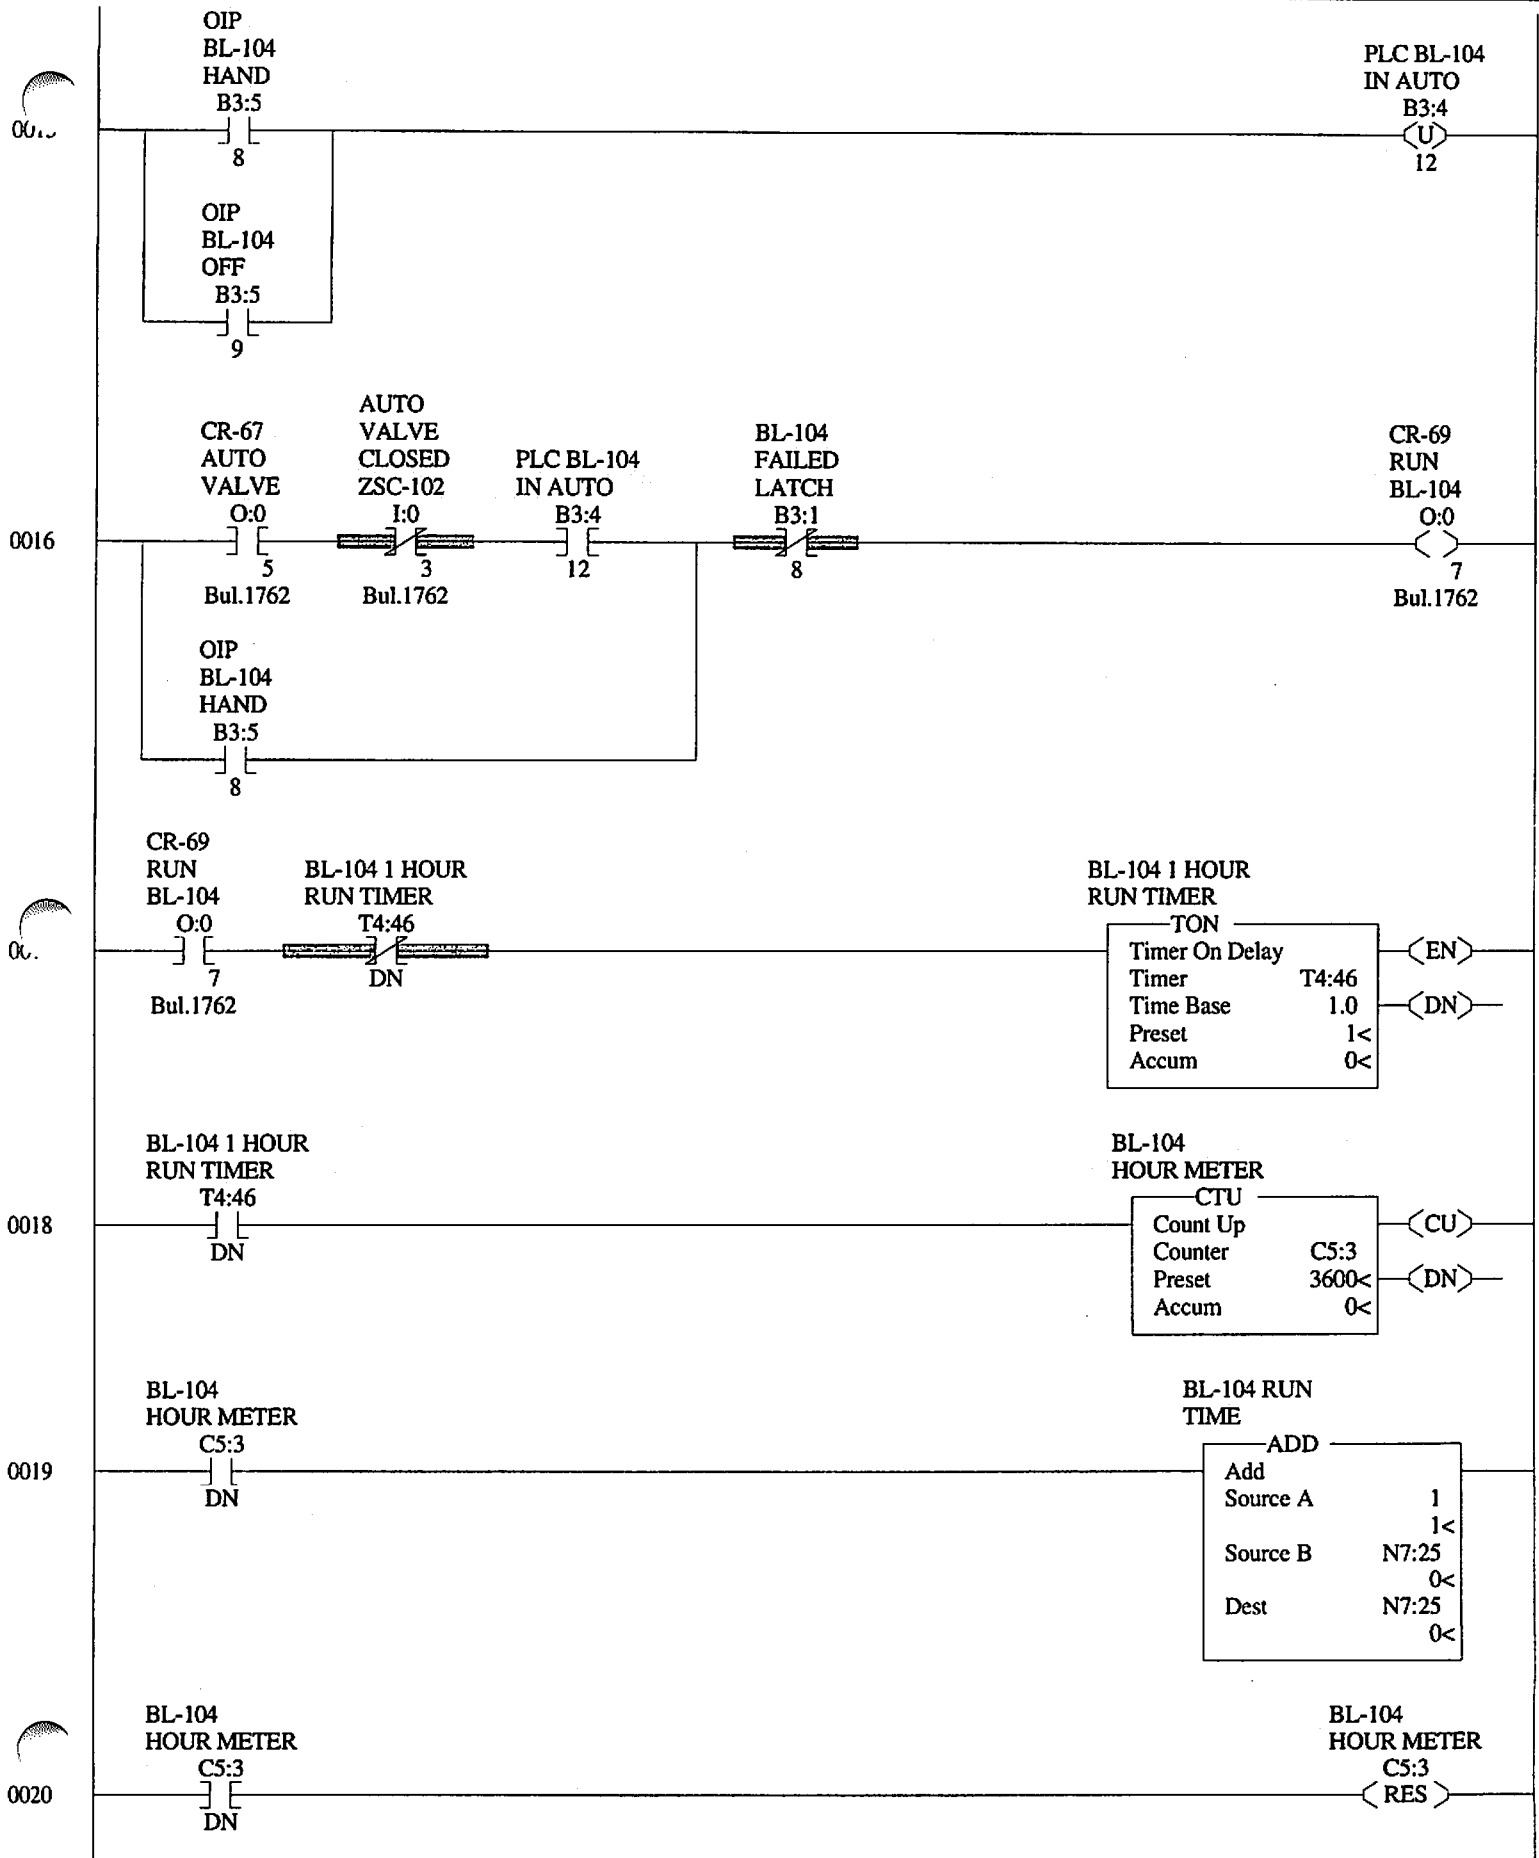 OIP
BL-104
HAND
B3:5
8
PLC BL-104
IN AUTO
B3:4
U
12
OIP
BL-104
OFF
B3:5
9
0016
CR-67
AUTO
VALVE
O:0
5
Bul.1762
AUTO
VALVE
CLOSED
ZSC-102
I:0
3
Bul.1762
PLC BL-104
IN AUTO
B3:4
12
BL-104
FAILED
LATCH
B3:1
8
CR-69
RUN
BL-104
O:0
7
Bul.1762
OIP
BL-104
HAND
B3:5
8
CR-69
RUN
BL-104
O:0
7
Bul.1762
BL-104 1 HOUR
RUN TIMER
T4:46
DN
BL-104 1 HOUR
RUN TIMER
TON
Timer On Delay
Timer T4:46
Time Base 1.0
Preset 1<
Accum 0<
EN
DN
0018
BL-104 1 HOUR
RUN TIMER
T4:46
DN
BL-104
HOUR METER
CTU
Count Up
Counter C5:3
Preset 3600<
Accum 0<
CU
DN
0019
BL-104
HOUR METER
C5:3
DN
BL-104 RUN
TIME
ADD
Add
Source A 1
1<
Source B N7:25
0<
Dest N7:25
0<
0020
BL-104
HOUR METER
C5:3
DN
BL-104
HOUR METER
C5:3
RES